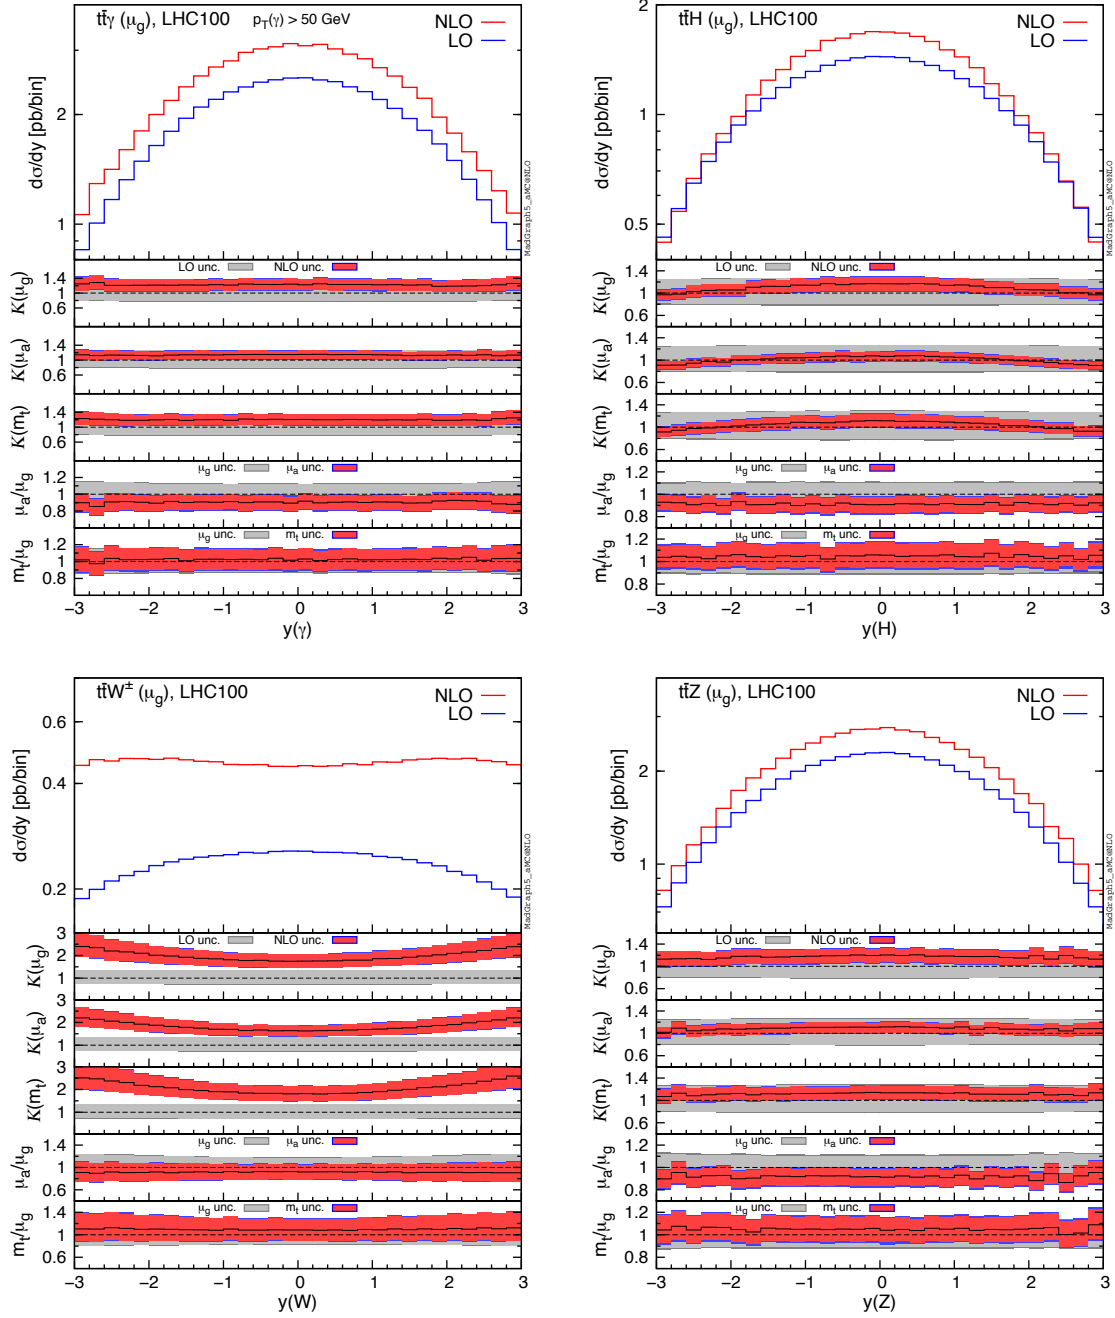 tt̄γ (μg), LHC100 pT(γ) > 50 GeV
NLO
LO
dσ/dy [pb/bin]
2
1
MadGraph5_aMC@NLO
LO unc. NLO unc.
K(μg)
1.4
1
0.6
K(μa)
1.4
1
0.6
K(mt)
1.4
1
0.6
μg unc. μa unc.
μa/μg
1.2
1
0.8
μg unc. mt unc.
mt/μg
1.2
1
0.8
-3 -2 -1 0 1 2 3
y(γ)
tt̄H (μg), LHC100
NLO
LO
dσ/dy [pb/bin]
2
1
0.5
MadGraph5_aMC@NLO
LO unc. NLO unc.
K(μg)
1.4
1
0.6
K(μa)
1.4
1
0.6
K(mt)
1.4
1
0.6
μg unc. μa unc.
μa/μg
1.2
1
0.8
μg unc. mt unc.
mt/μg
1.2
1
0.8
-3 -2 -1 0 1 2 3
y(H)
tt̄W± (μg), LHC100
NLO
LO
dσ/dy [pb/bin]
0.6
0.4
0.2
MadGraph5_aMC@NLO
LO unc. NLO unc.
K(μg)
3
2
1
K(μa)
3
2
1
K(mt)
3
2
1
μg unc. μa unc.
μa/μg
1.4
1
0.6
μg unc. mt unc.
mt/μg
1.4
1
0.6
-3 -2 -1 0 1 2 3
y(W)
tt̄Z (μg), LHC100
NLO
LO
dσ/dy [pb/bin]
2
1
MadGraph5_aMC@NLO
LO unc. NLO unc.
K(μg)
1.4
1
0.6
K(μa)
1.4
1
0.6
K(mt)
1.4
1
0.6
μg unc. μa unc.
μa/μg
1.2
1
0.8
μg unc. mt unc.
mt/μg
1.2
1
0.8
-3 -2 -1 0 1 2 3
y(Z)